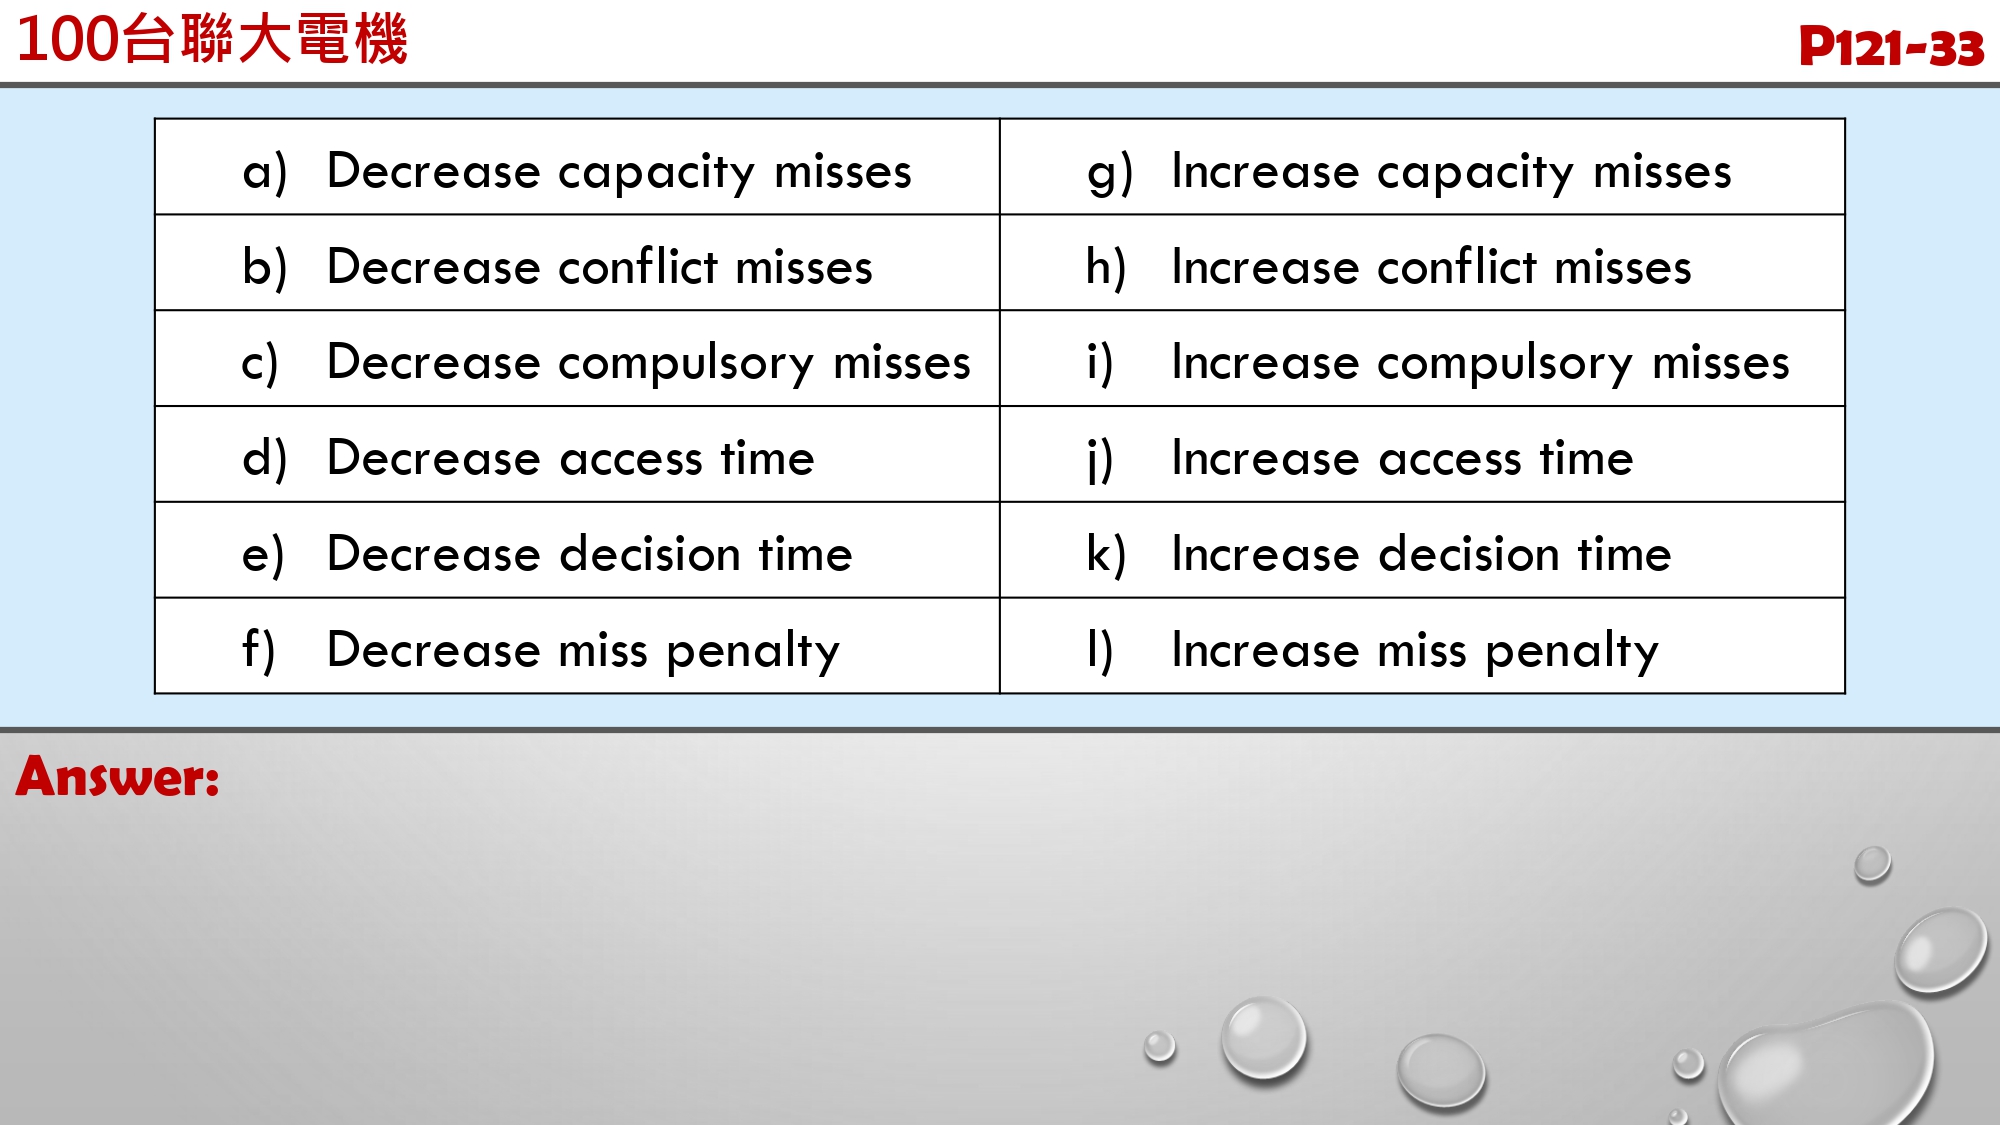 100台聯大電機
P121-33
a) Decrease capacity misses
g) Increase capacity misses
b) Decrease conflict misses
h) Increase conflict misses
c) Decrease compulsory misses
i) Increase compulsory misses
d) Decrease access time
j) Increase access time
e) Decrease decision time
k) Increase decision time
f) Decrease miss penalty
l) Increase miss penalty
Answer: